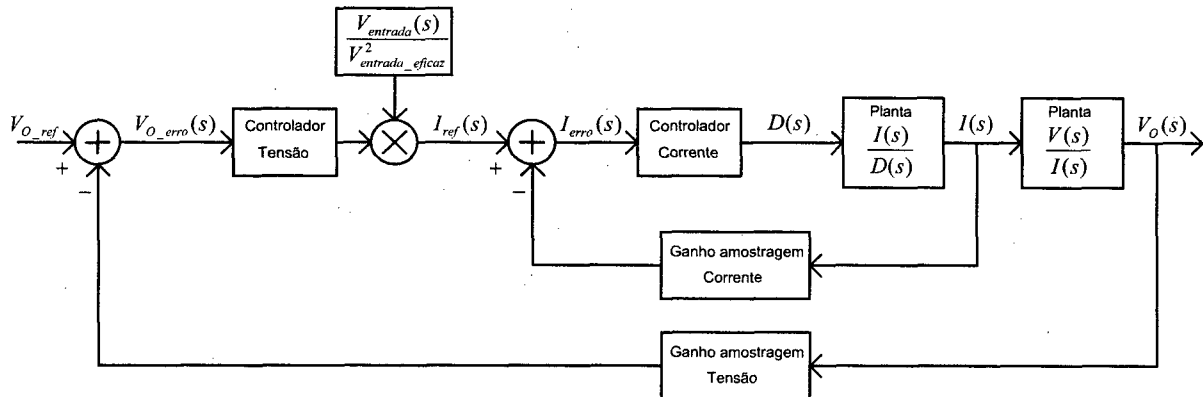 V_entrada(s)
V²_entrada_eficaz
V_O_ref
V_O_erro(s)
Controlador
Tensão
I_ref(s)
I_erro(s)
Controlador
Corrente
D(s)
Planta
I(s)
D(s)
I(s)
Planta
V(s)
I(s)
V_O(s)
+
−
+
−
Ganho amostragem
Corrente
Ganho amostragem
Tensão